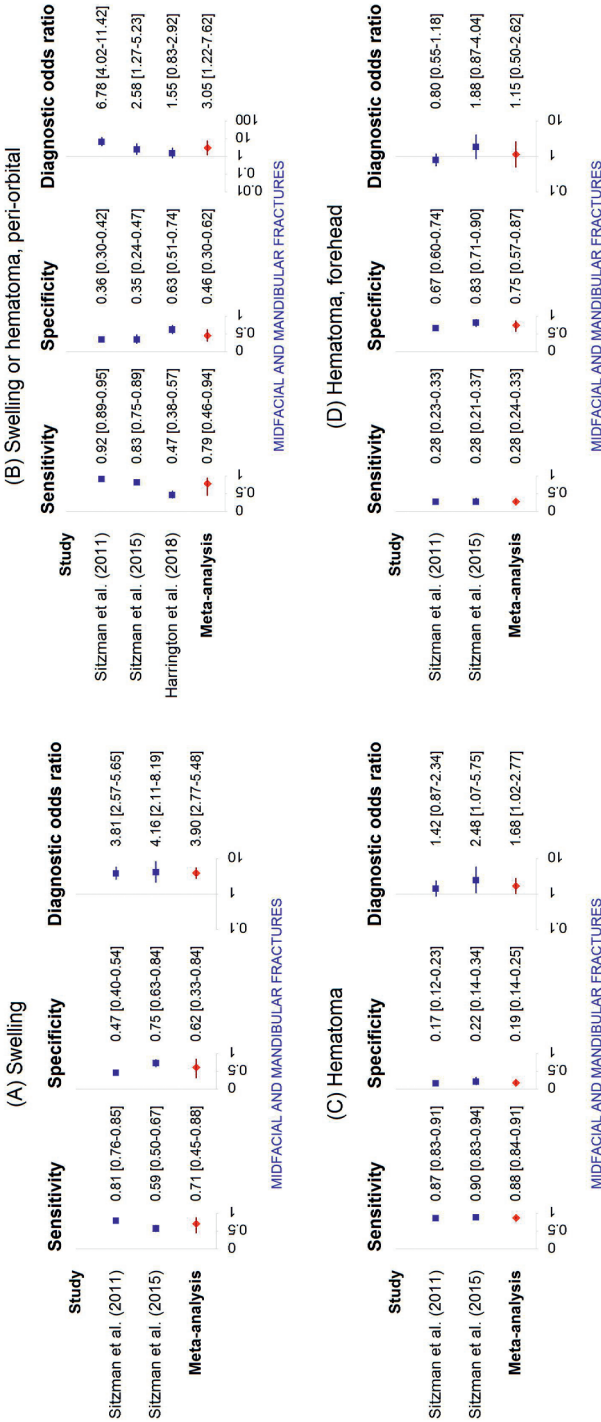 (A) Swelling
Study Sensitivity Specificity Diagnostic odds ratio
Sitzman et al. (2011) 0.81 [0.76-0.85] 0.47 [0.40-0.54] 3.81 [2.57-5.65]
Sitzman et al. (2015) 0.59 [0.50-0.67] 0.75 [0.63-0.84] 4.16 [2.11-8.19]
Meta-analysis 0.71 [0.45-0.88] 0.62 [0.33-0.84] 3.90 [2.77-5.48]
0 0.5 1 0 0.5 1 0.1 1 10
MIDFACIAL AND MANDIBULAR FRACTURES
(B) Swelling or hematoma, peri-orbital
Study Sensitivity Specificity Diagnostic odds ratio
Sitzman et al. (2011) 0.92 [0.89-0.95] 0.36 [0.30-0.42] 6.78 [4.02-11.42]
Sitzman et al. (2015) 0.83 [0.75-0.89] 0.35 [0.24-0.47] 2.58 [1.27-5.23]
Harrington et al. (2018) 0.47 [0.38-0.57] 0.63 [0.51-0.74] 1.55 [0.83-2.92]
Meta-analysis 0.79 [0.46-0.94] 0.46 [0.30-0.62] 3.05 [1.22-7.62]
0 0.5 1 0 0.5 1 0.01 0.1 1 10 100
MIDFACIAL AND MANDIBULAR FRACTURES
(C) Hematoma
Study Sensitivity Specificity Diagnostic odds ratio
Sitzman et al. (2011) 0.87 [0.83-0.91] 0.17 [0.12-0.23] 1.42 [0.87-2.34]
Sitzman et al. (2015) 0.90 [0.83-0.94] 0.22 [0.14-0.34] 2.48 [1.07-5.75]
Meta-analysis 0.88 [0.84-0.91] 0.19 [0.14-0.25] 1.68 [1.02-2.77]
0 0.5 1 0 0.5 1 0.1 1 10
MIDFACIAL AND MANDIBULAR FRACTURES
(D) Hematoma, forehead
Study Sensitivity Specificity Diagnostic odds ratio
Sitzman et al. (2011) 0.28 [0.23-0.33] 0.67 [0.60-0.74] 0.80 [0.55-1.18]
Sitzman et al. (2015) 0.28 [0.21-0.37] 0.83 [0.71-0.90] 1.88 [0.87-4.04]
Meta-analysis 0.28 [0.24-0.33] 0.75 [0.57-0.87] 1.15 [0.50-2.62]
0 0.5 1 0 0.5 1 0.1 1 10
MIDFACIAL AND MANDIBULAR FRACTURES